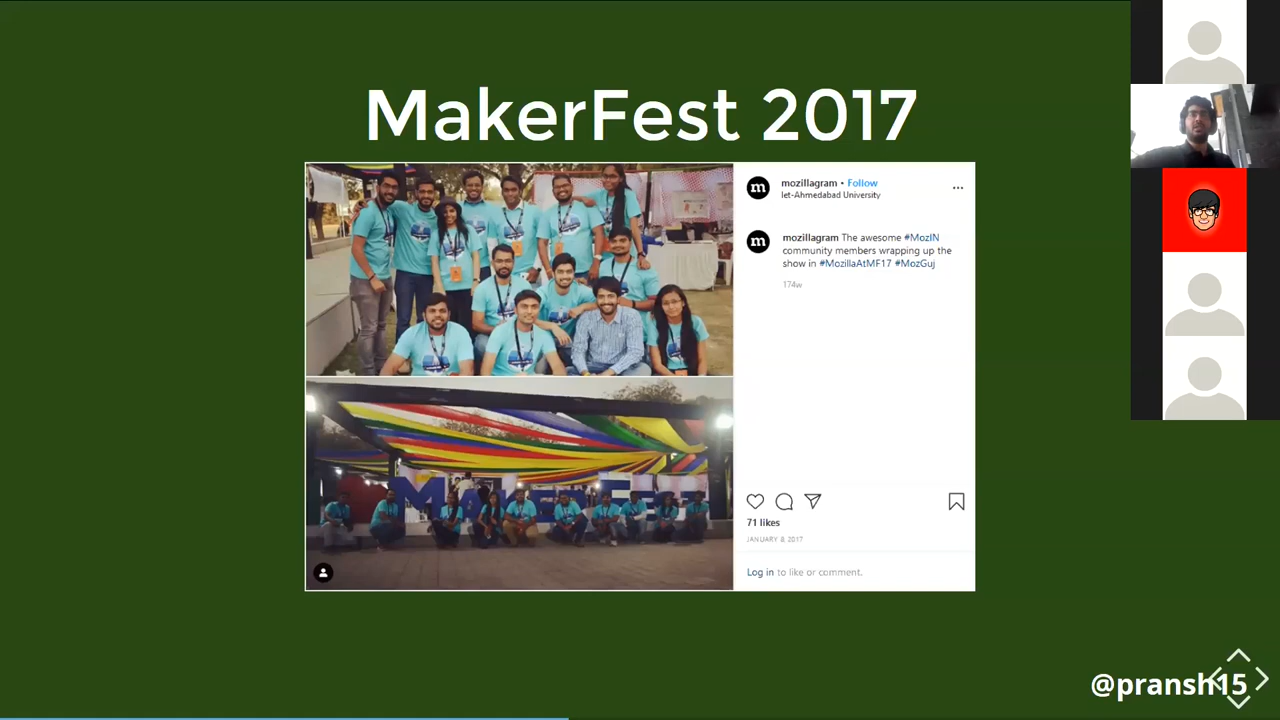 MakerFest 2017
mozillagram • Follow
Iet-Ahmedabad University
mozillagram The awesome #MozIN
community members wrapping up the
show in #MozillaAtMF17 #MozGuj
174w
MAKERFEST
71 likes
JANUARY 8, 2017
Log in to like or comment.
@pransh15